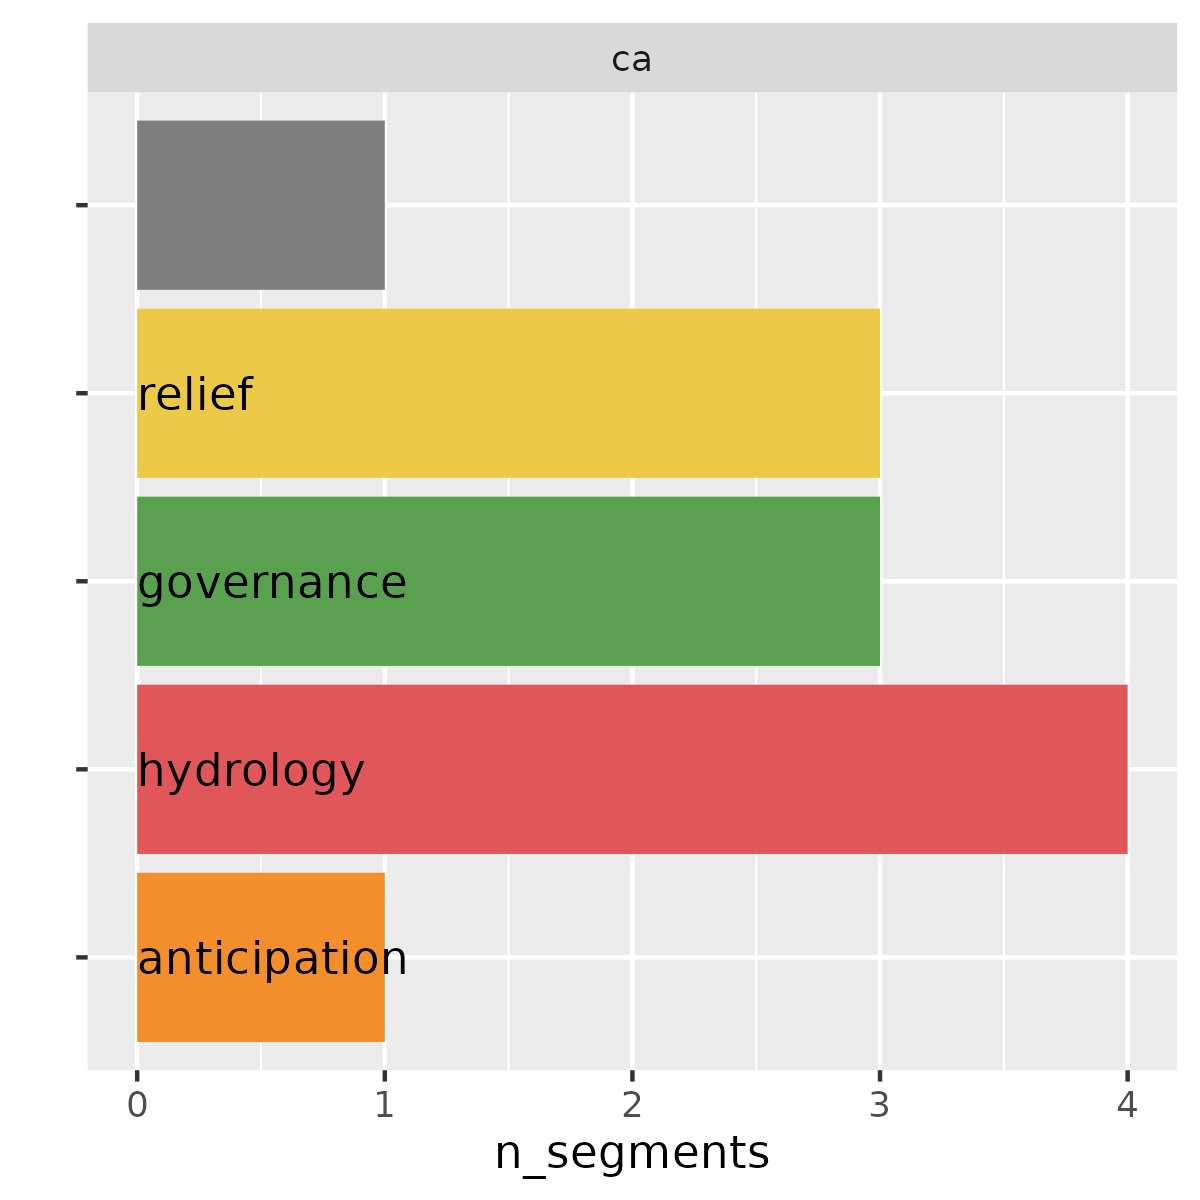 ca
relief
governance
hydrology
anticipation
0 1 2 3 4
n_segments